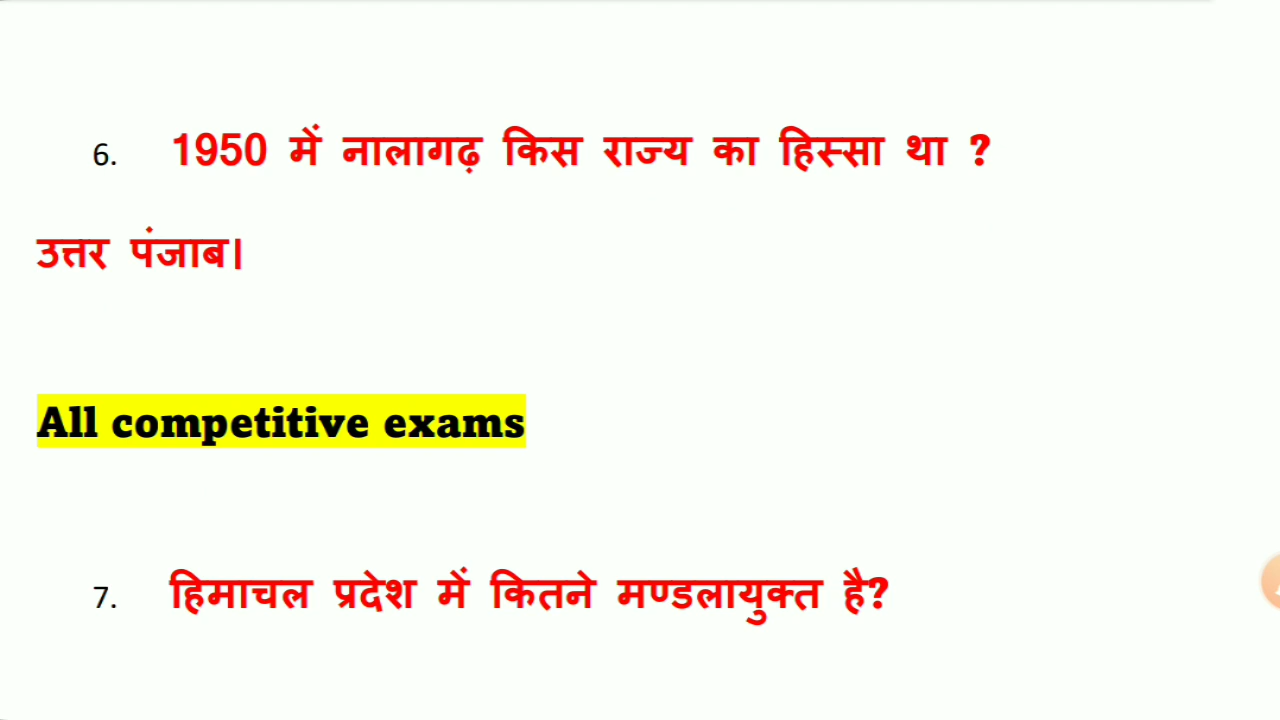 6. 1950 में नालागढ़ किस राज्य का हिस्सा था ?
उत्तर पंजाब।
All competitive exams
7. हिमाचल प्रदेश में कितने मण्डलायुक्त है?